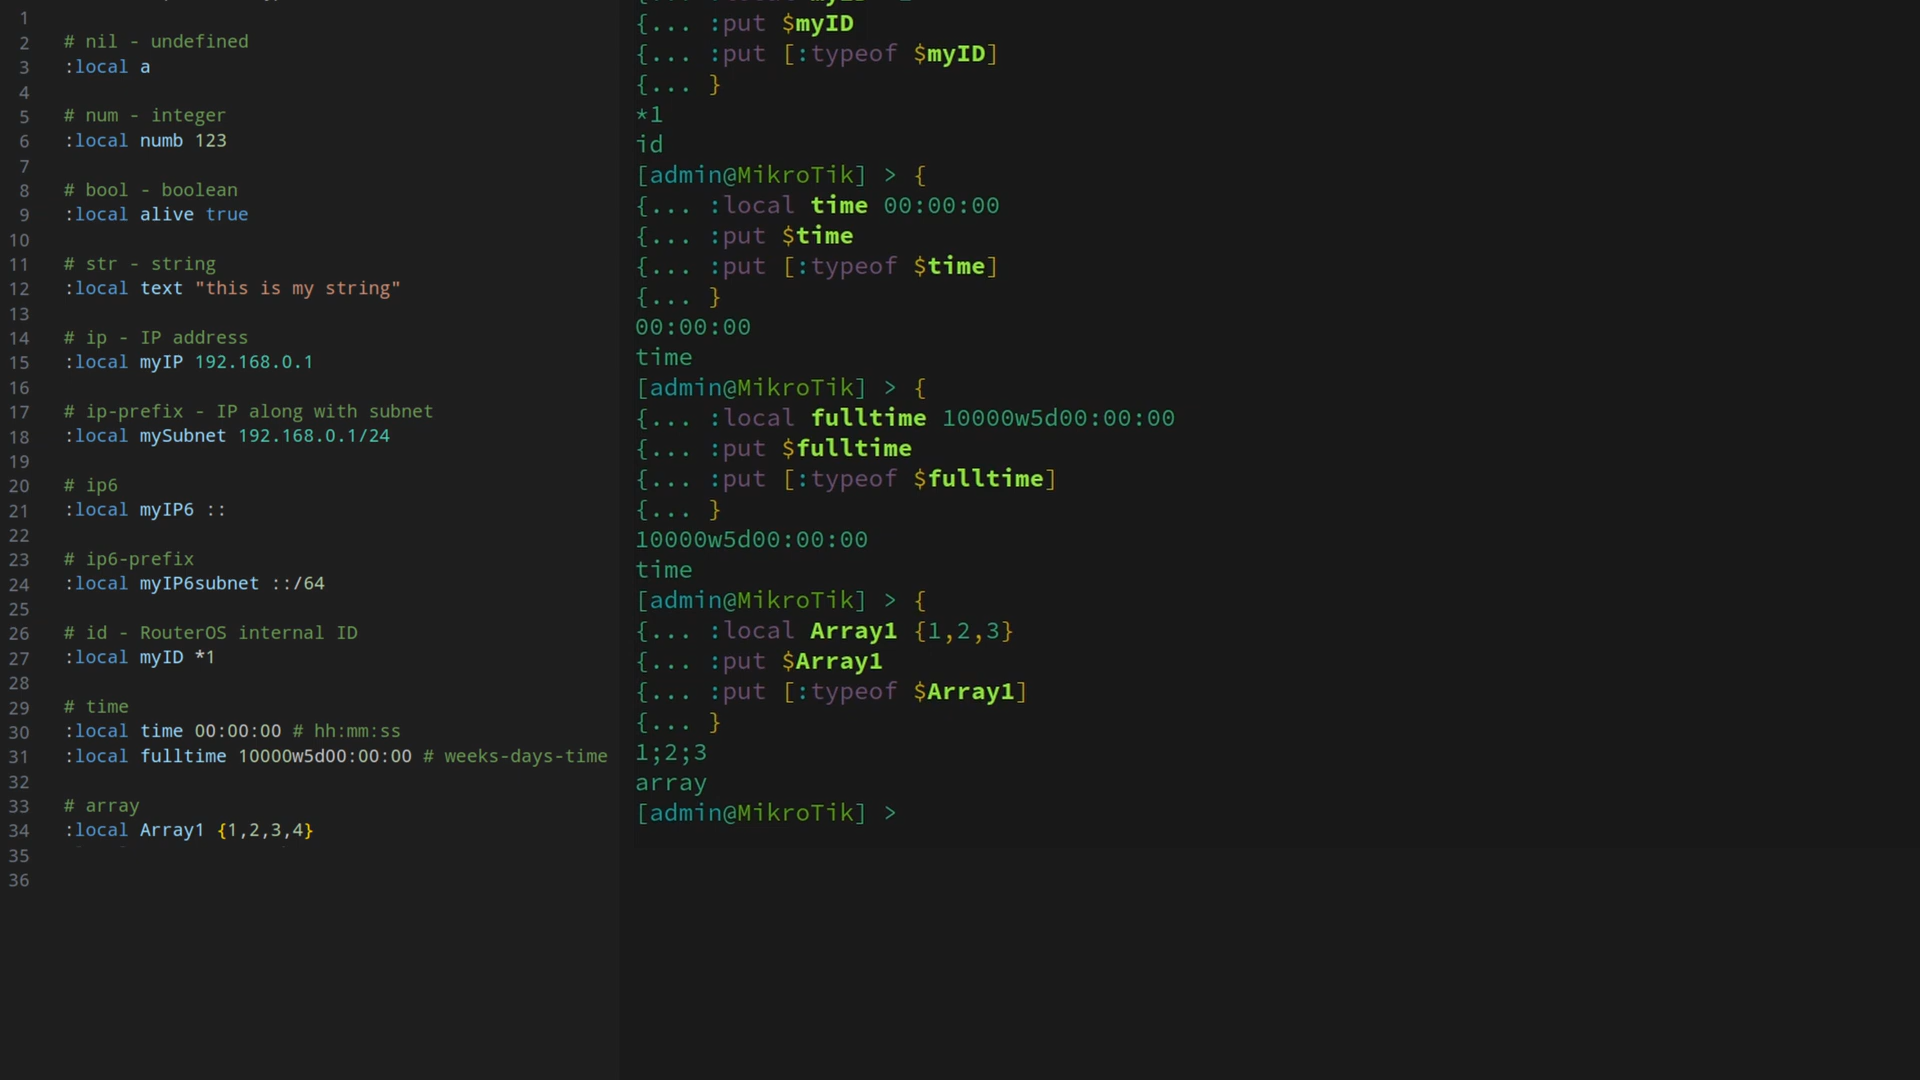 1
2 # nil - undefined
3 :local a
4
5 # num - integer
6 :local numb 123
7
8 # bool - boolean
9 :local alive true
10
11 # str - string
12 :local text "this is my string"
13
14 # ip - IP address
15 :local myIP 192.168.0.1
16
17 # ip-prefix - IP along with subnet
18 :local mySubnet 192.168.0.1/24
19
20 # ip6
21 :local myIP6 ::
22
23 # ip6-prefix
24 :local myIP6subnet ::/64
25
26 # id - RouterOS internal ID
27 :local myID *1
28
29 # time
30 :local time 00:00:00 # hh:mm:ss
31 :local fulltime 10000w5d00:00:00 # weeks-days-time
32
33 # array
34 :local Array1 {1,2,3,4}
35
36
{... :put $myID
{... :put [:typeof $myID]
{... }
*1
id
[admin@MikroTik] > {
{... :local time 00:00:00
{... :put $time
{... :put [:typeof $time]
{... }
00:00:00
time
[admin@MikroTik] > {
{... :local fulltime 10000w5d00:00:00
{... :put $fulltime
{... :put [:typeof $fulltime]
{... }
10000w5d00:00:00
time
[admin@MikroTik] > {
{... :local Array1 {1,2,3}
{... :put $Array1
{... :put [:typeof $Array1]
{... }
1;2;3
array
[admin@MikroTik] >